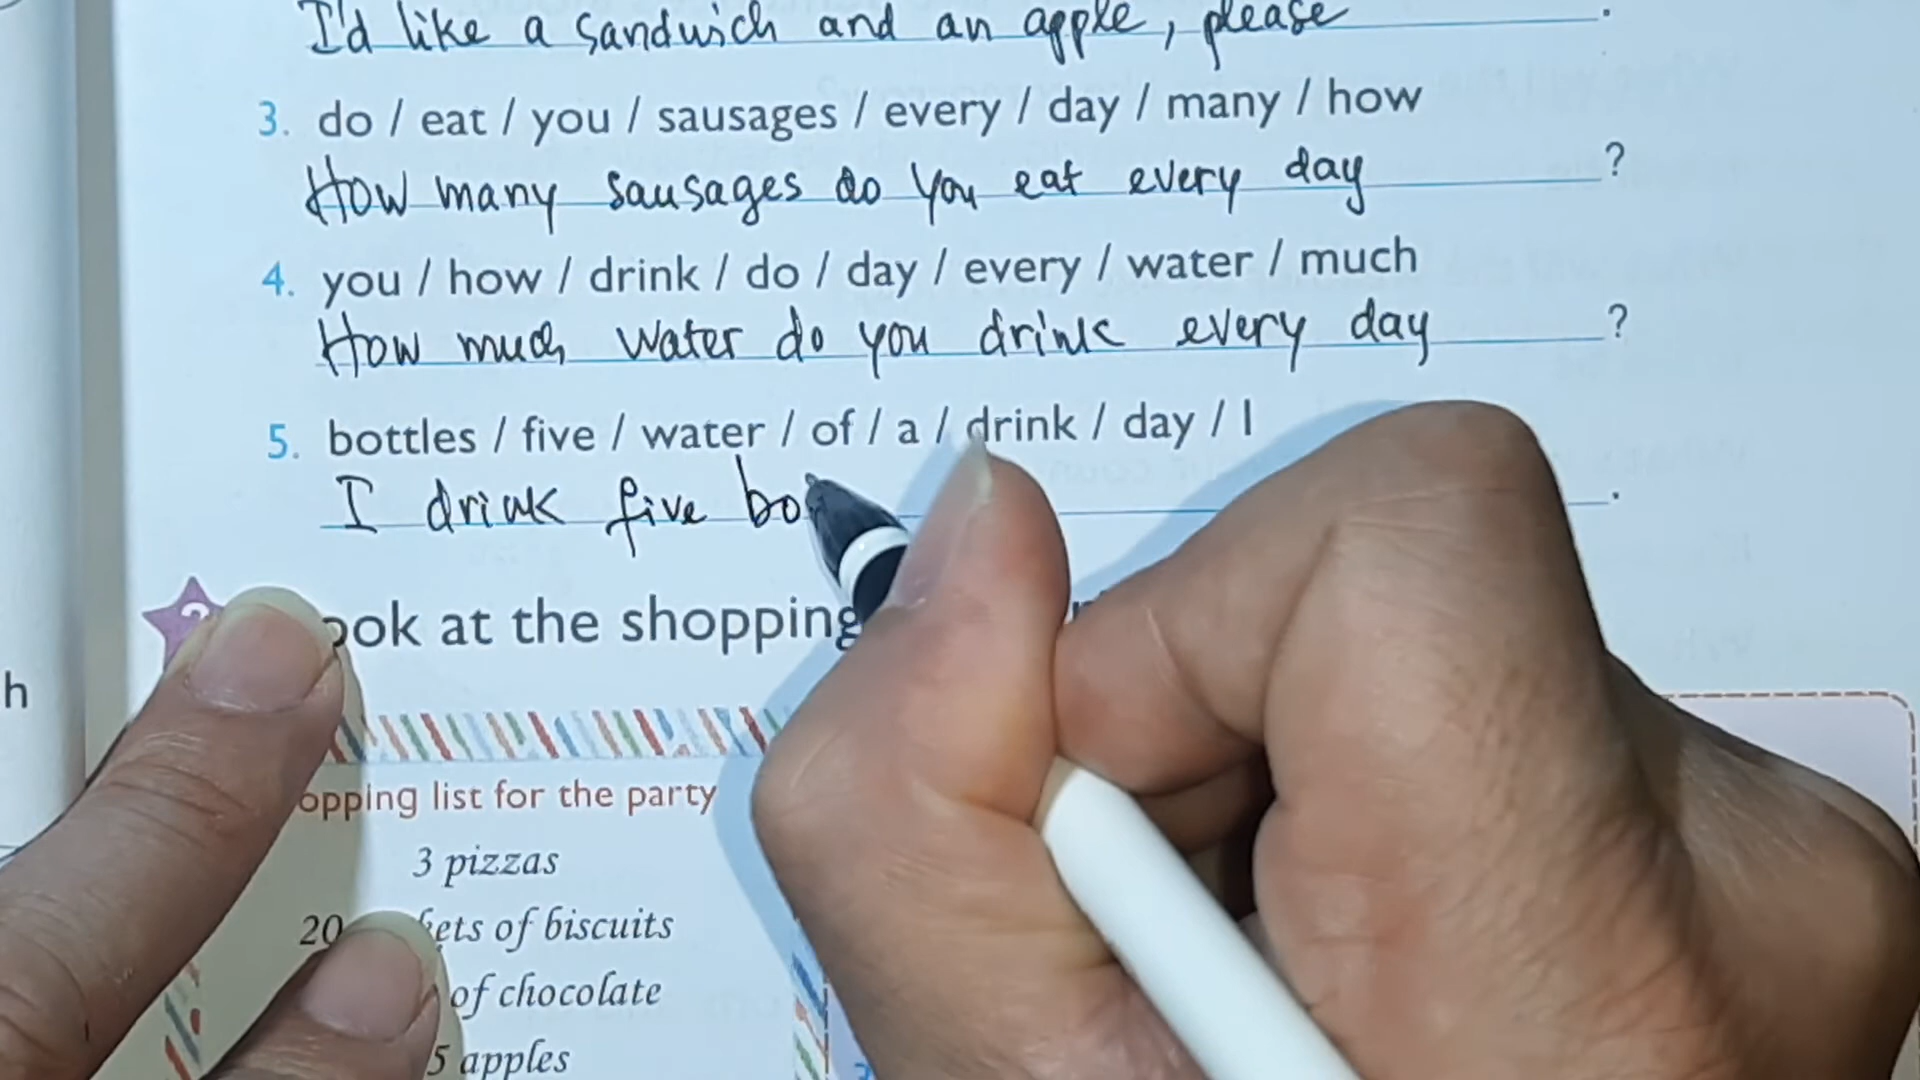 I'd like a sandwich and an apple, please .
3. do / eat / you / sausages / every / day / many / how
How many sausages do you eat every day ?
4. you / how / drink / do / day / every / water / much
How much water do you drink every day ?
5. bottles / five / water / of / a / drink / day / I
I drink five bo .
ook at the shopping
h
opping list for the party
3 pizzas
20 kets of biscuits
of chocolate
5 apples